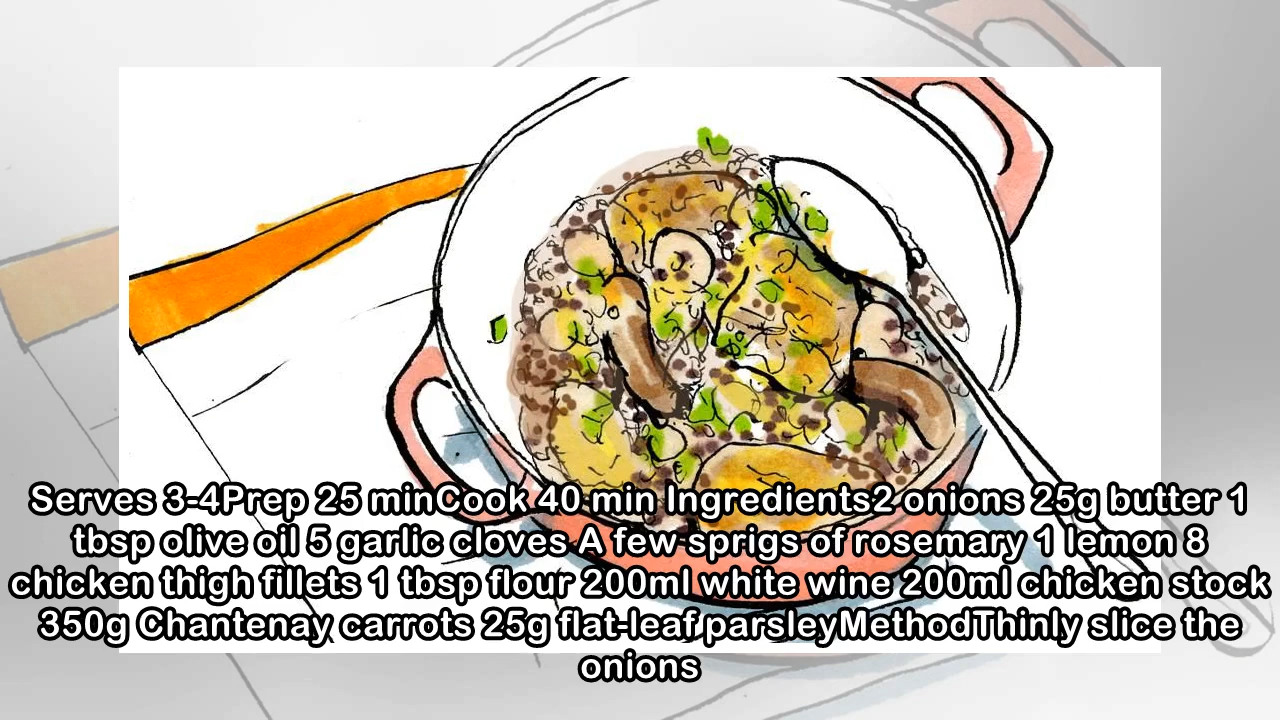 Serves 3-4Prep 25 minCook 40 min Ingredients2 onions 25g butter 1
tbsp olive oil 5 garlic cloves A few sprigs of rosemary 1 lemon 8
chicken thigh fillets 1 tbsp flour 200ml white wine 200ml chicken stock
350g Chantenay carrots 25g flat-leaf parsleyMethodThinly slice the
onions